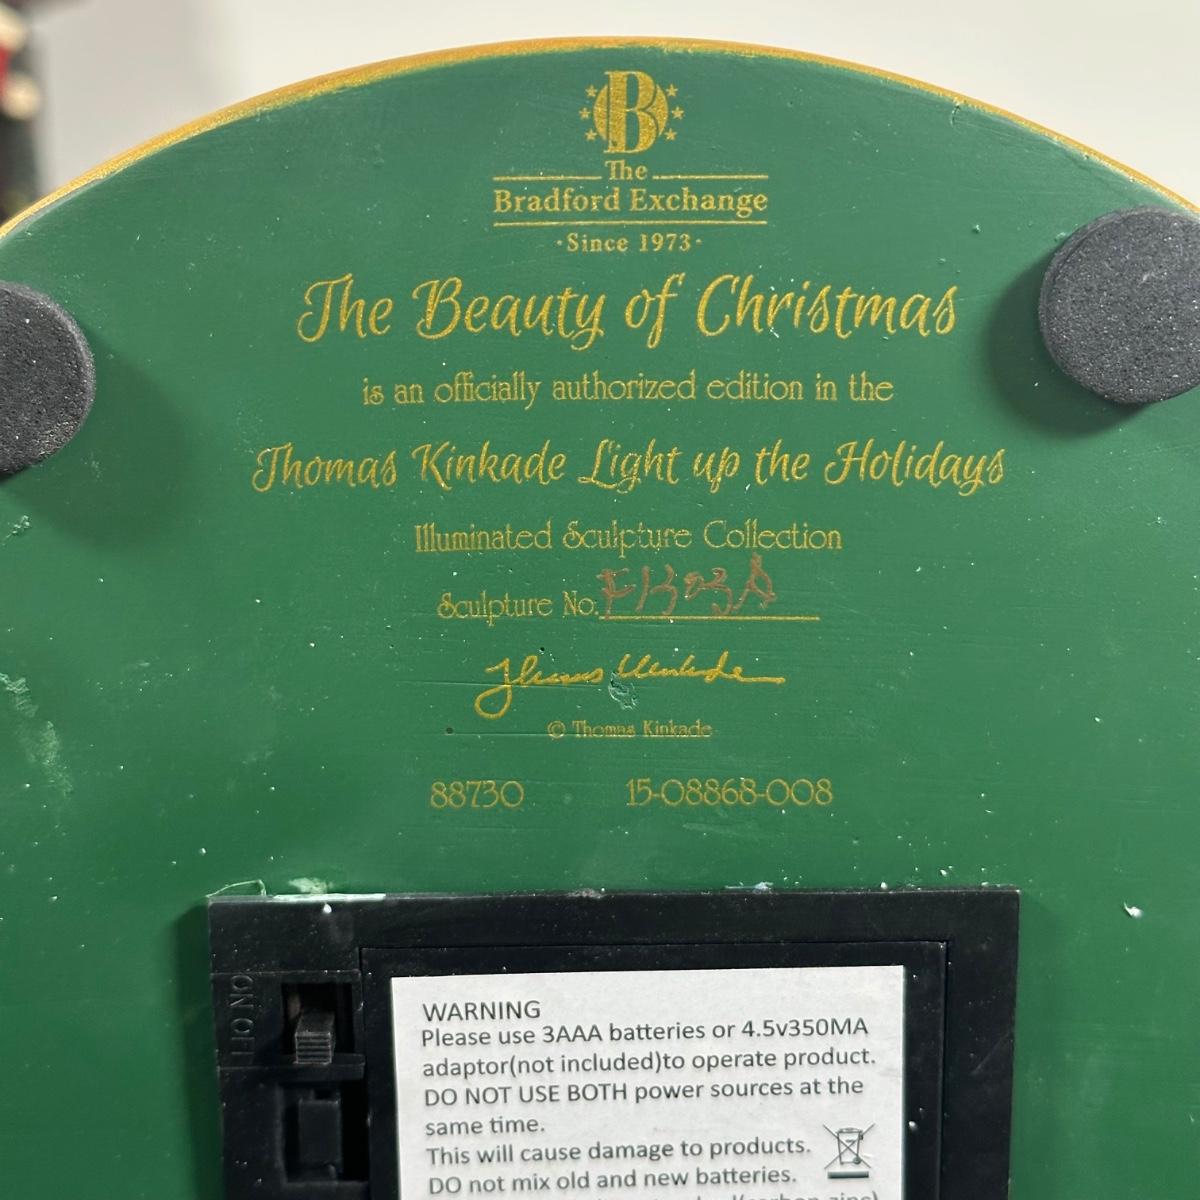 B
The
Bradford Exchange
·Since 1973·
The Beauty of Christmas
is an officially authorized edition in the
Thomas Kinkade Light up the Holidays
Illuminated Sculpture Collection
Sculpture No. F1303A
Thomas Kinkade
© Thomas Kinkade
88730 15-08868-008
ON OFF
WARNING
Please use 3AAA batteries or 4.5v350MA
adaptor(not included)to operate product.
DO NOT USE BOTH power sources at the
same time.
This will cause damage to products.
DO not mix old and new batteries.